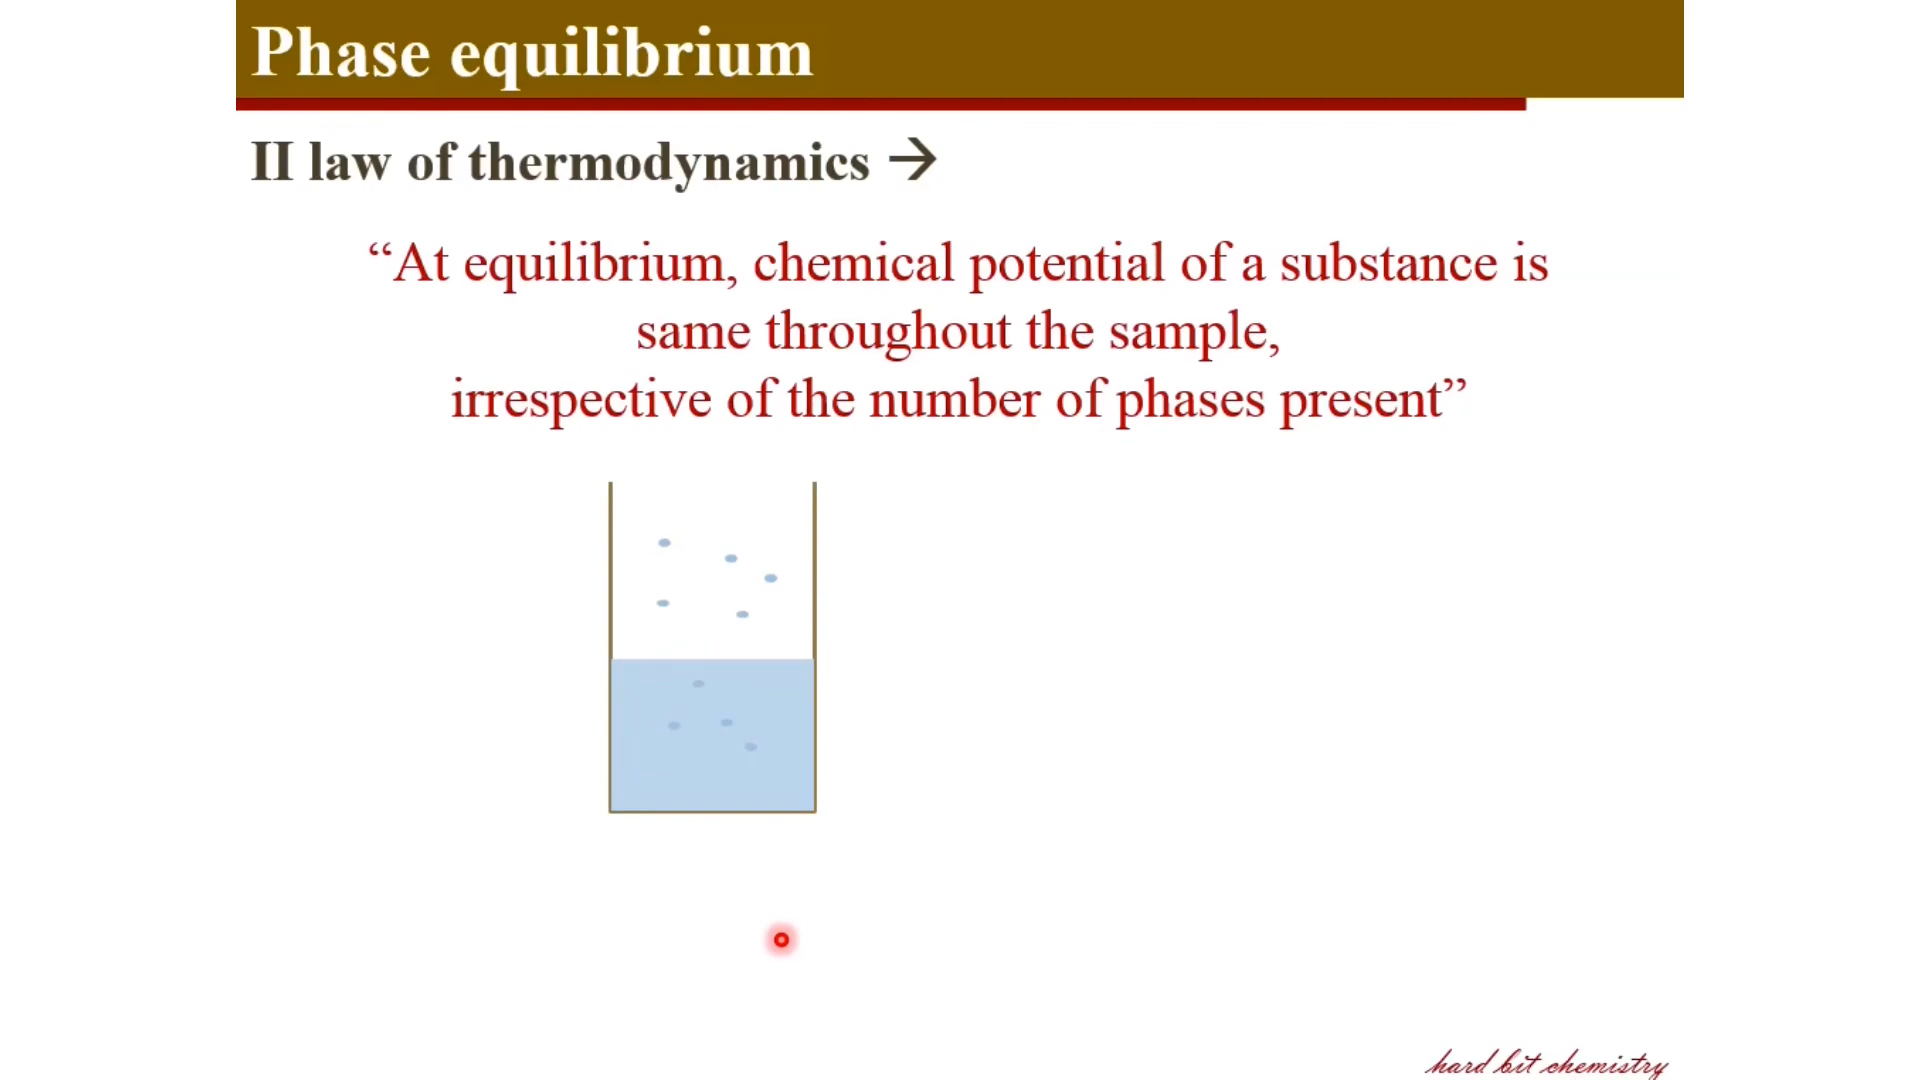 Phase equilibrium
II law of thermodynamics →
“At equilibrium, chemical potential of a substance is
same throughout the sample,
irrespective of the number of phases present”
hard bit chemistry